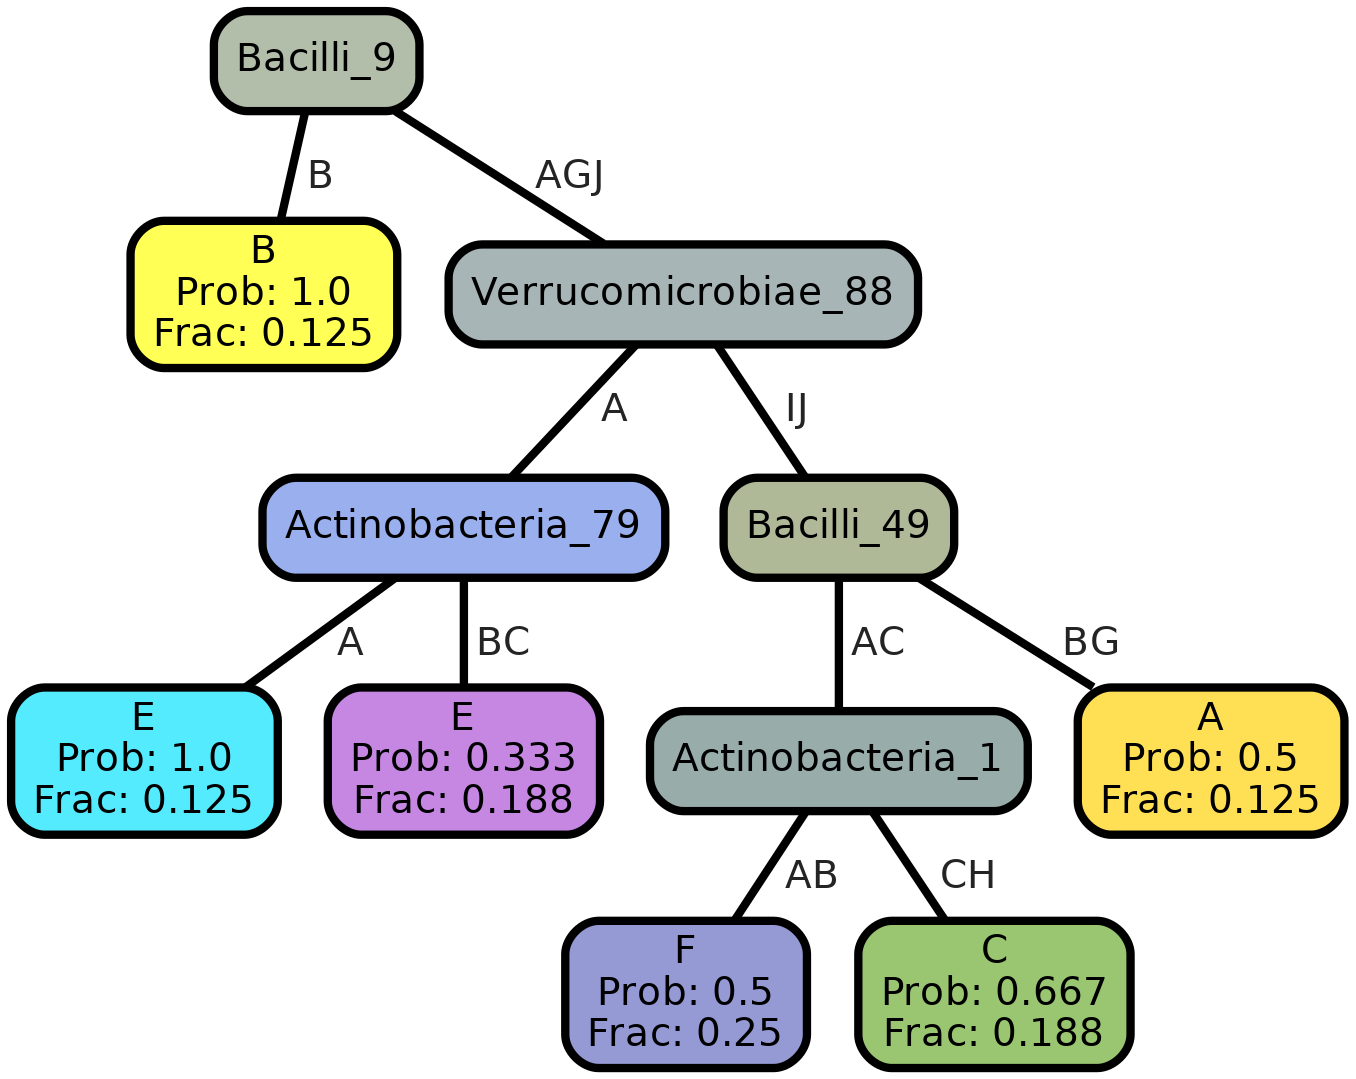 Bacilli_9
B
AGJ
B
Prob: 1.0
Frac: 0.125
Verrucomicrobiae_88
A
IJ
Actinobacteria_79
Bacilli_49
A
BC
AC
BG
E
Prob: 1.0
Frac: 0.125
E
Prob: 0.333
Frac: 0.188
Actinobacteria_1
A
Prob: 0.5
Frac: 0.125
AB
CH
F
Prob: 0.5
Frac: 0.25
C
Prob: 0.667
Frac: 0.188